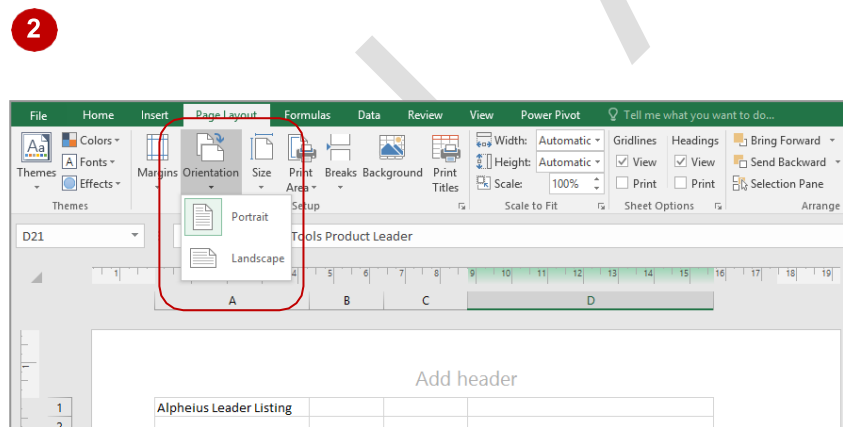 2
File Home Insert Page Layout Formulas Data Review View Power Pivot Tell me what you want to do...
Aa Colors Width: Automatic Gridlines Headings Bring Forward
A Fonts Height: Automatic View View Send Backward
Themes Effects Margins Orientation Size Print Area Breaks Background Print Titles Scale: 100% Print Print Selection Pane
Themes Setup Scale to Fit Sheet Options Arrange
Portrait
D21 Tools Product Leader
Landscape
1 4 5 6 7 8 9 10 11 12 13 14 15 16 17 18 19
A B C D
1
Add header
1 Alpheius Leader Listing
2